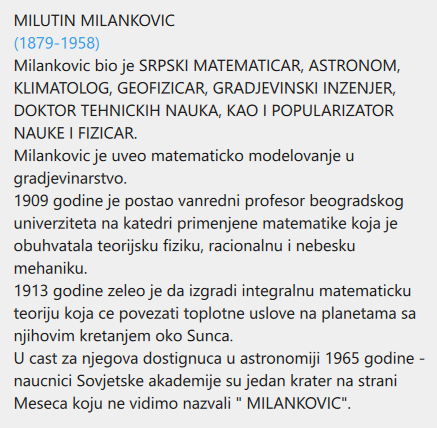 MILUTIN MILANKOVIC
(1879-1958)
Milankovic bio je SRPSKI MATEMATICAR, ASTRONOM,
KLIMATOLOG, GEOFIZICAR, GRADJEVINSKI INZENJER,
DOKTOR TEHNICKIH NAUKA, KAO I POPULARIZATOR
NAUKE I FIZICAR.
Milankovic je uveo matematicko modelovanje u
gradjevinarstvo.
1909 godine je postao vanredni profesor beogradskog
univerziteta na katedri primenjene matematike koja je
obuhvatala teorijsku fiziku, racionalnu i nebesku
mehaniku.
1913 godine zeleo je da izgradi integralnu matematicku
teoriju koja ce povezati toplotne uslove na planetama sa
njihovim kretanjem oko Sunca.
U cast za njegova dostignuca u astronomiji 1965 godine -
naucnici Sovjetske akademije su jedan krater na strani
Meseca koju ne vidimo nazvali " MILANKOVIC".